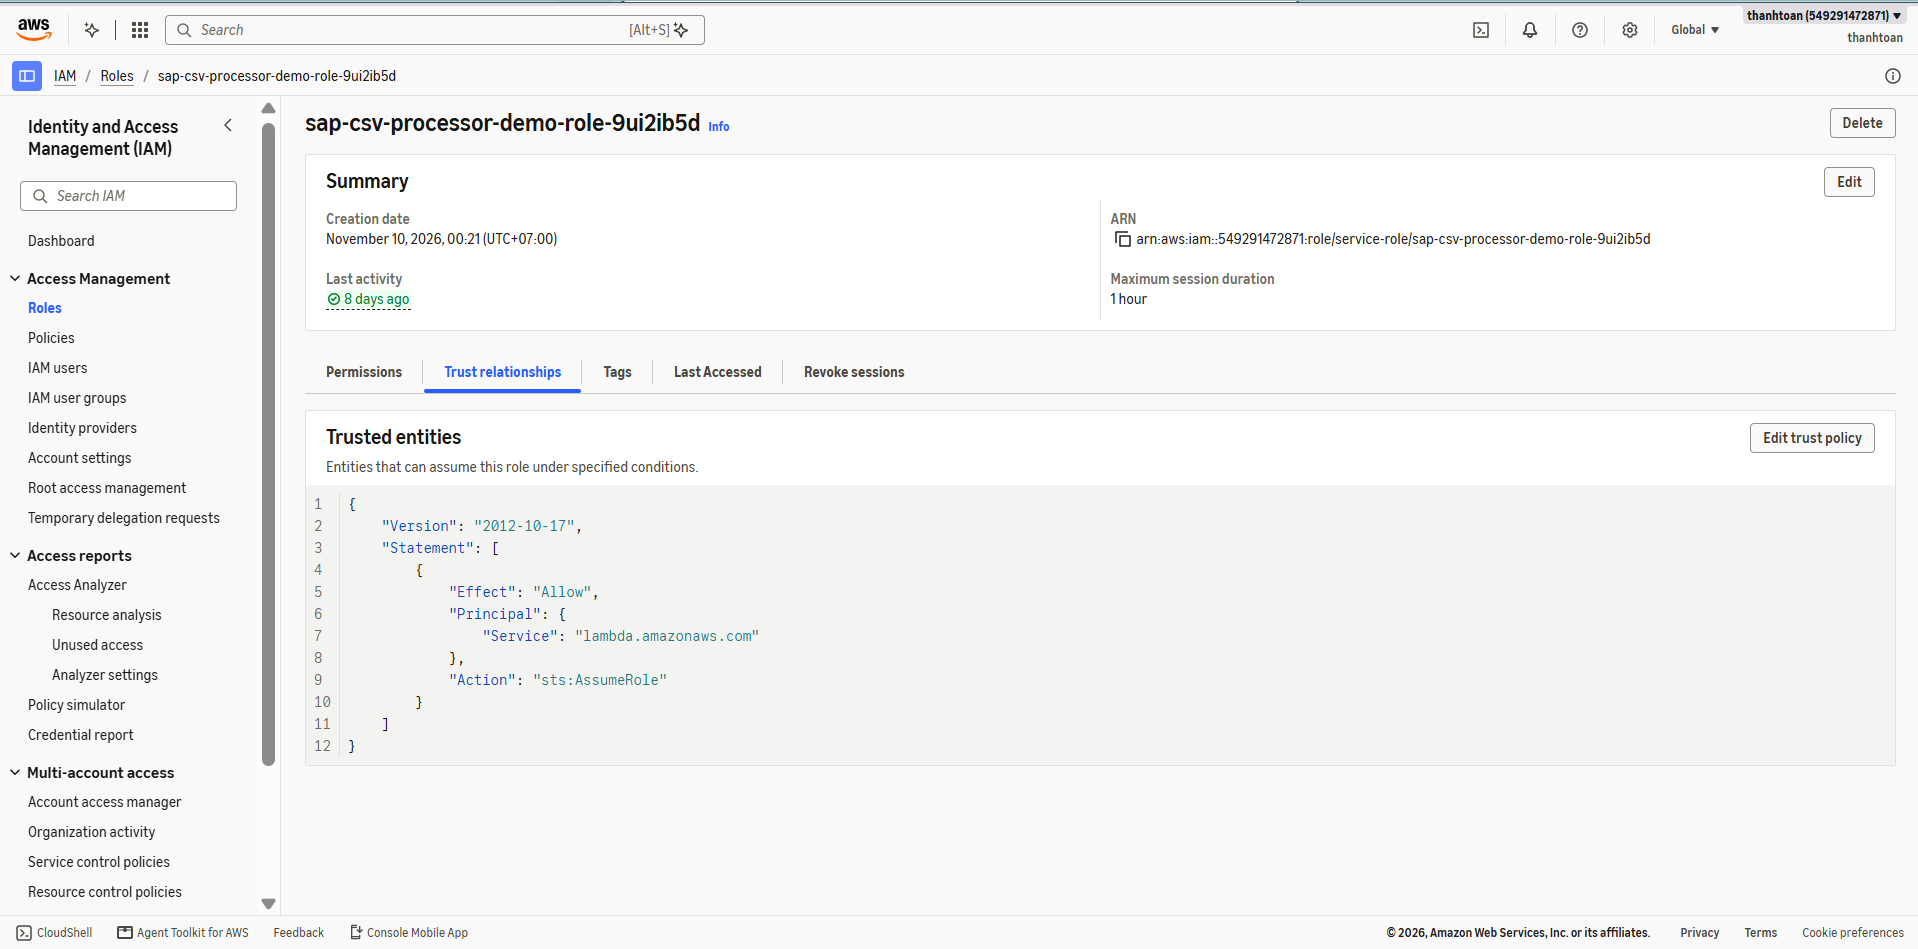 aws
Search
[Alt+S]
Global
thanhtoan (549291472871)
thanhtoan
IAM / Roles / sap-csv-processor-demo-role-9ui2ib5d
Identity and Access
Management (IAM)
Search IAM
Dashboard
Access Management
Roles
Policies
IAM users
IAM user groups
Identity providers
Account settings
Root access management
Temporary delegation requests
Access reports
Access Analyzer
Resource analysis
Unused access
Analyzer settings
Policy simulator
Credential report
Multi-account access
Account access manager
Organization activity
Service control policies
Resource control policies
sap-csv-processor-demo-role-9ui2ib5d Info
Delete
Summary
Edit
Creation date
November 10, 2026, 00:21 (UTC+07:00)
ARN
arn:aws:iam::549291472871:role/service-role/sap-csv-processor-demo-role-9ui2ib5d
Last activity
8 days ago
Maximum session duration
1 hour
Permissions
Trust relationships
Tags
Last Accessed
Revoke sessions
Trusted entities
Edit trust policy
Entities that can assume this role under specified conditions.
1 {
2     "Version": "2012-10-17",
3     "Statement": [
4         {
5             "Effect": "Allow",
6             "Principal": {
7                 "Service": "lambda.amazonaws.com"
8             },
9             "Action": "sts:AssumeRole"
10         }
11     ]
12 }
CloudShell
Agent Toolkit for AWS
Feedback
Console Mobile App
© 2026, Amazon Web Services, Inc. or its affiliates.
Privacy
Terms
Cookie preferences